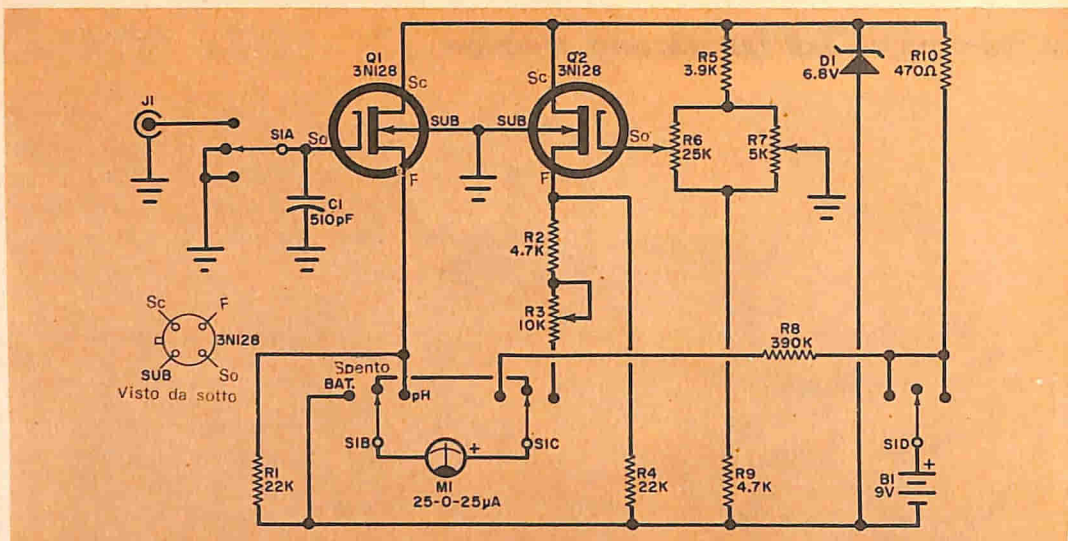 Q1
3N128
Sc
SUB
So
F
Q2
3N128
Sc
SUB
So
F
R5
3.9K
D1
6.8V
R10
470Ω
J1
S1A
C1
510pF
R6
25K
R7
5K
R2
4.7K
R3
10K
R8
390K
Sc
F
3N128
SUB
So
Visto da sotto
Spento
BAT.
pH
S1B
S1C
+
M1
25-0-25µA
R1
22K
R4
22K
R9
4.7K
S1D
+
B1
9V